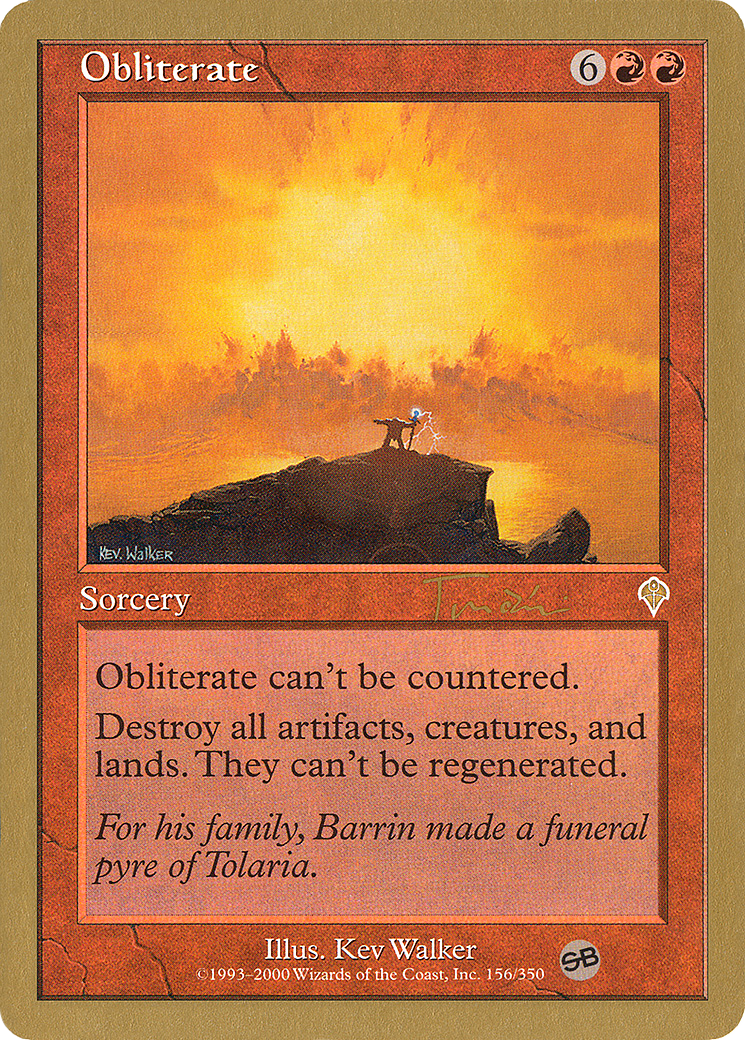 Obliterate 6
KEV. WALKER
Sorcery
Obliterate can't be countered.
Destroy all artifacts, creatures, and
lands. They can't be regenerated.
For his family, Barrin made a funeral
pyre of Tolaria.
Illus. Kev Walker
©1993–2000 Wizards of the Coast, Inc. 156/350
SB